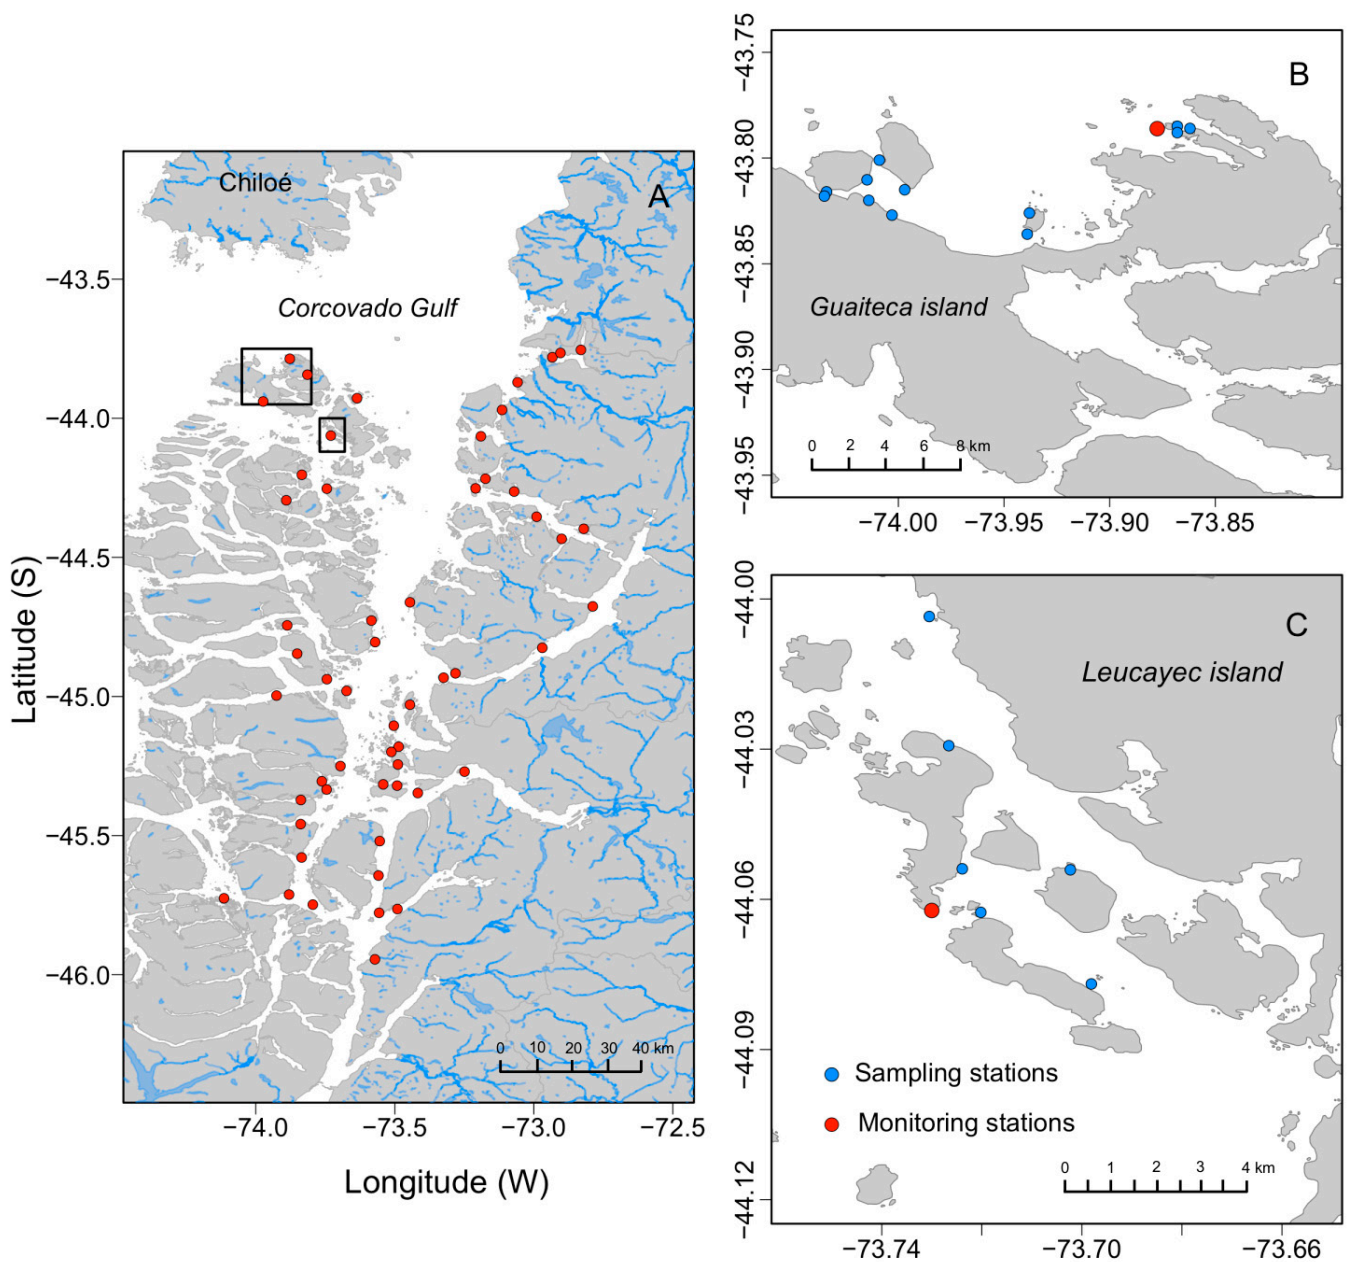 Chiloé
A
Corcovado Gulf
−43.5
−44.0
−44.5
−45.0
−45.5
−46.0
Latitude (S)
0 10 20 30 40 km
−74.0 −73.5 −73.0 −72.5
Longitude (W)
B
−43.75
−43.80
−43.85
−43.90
−43.95
Guaiteca island
0 2 4 6 8 km
−74.00 −73.95 −73.90 −73.85
C
−44.00
−44.03
−44.06
−44.09
−44.12
Leucayec island
Sampling stations
Monitoring stations
0 1 2 3 4 km
−73.74 −73.70 −73.66